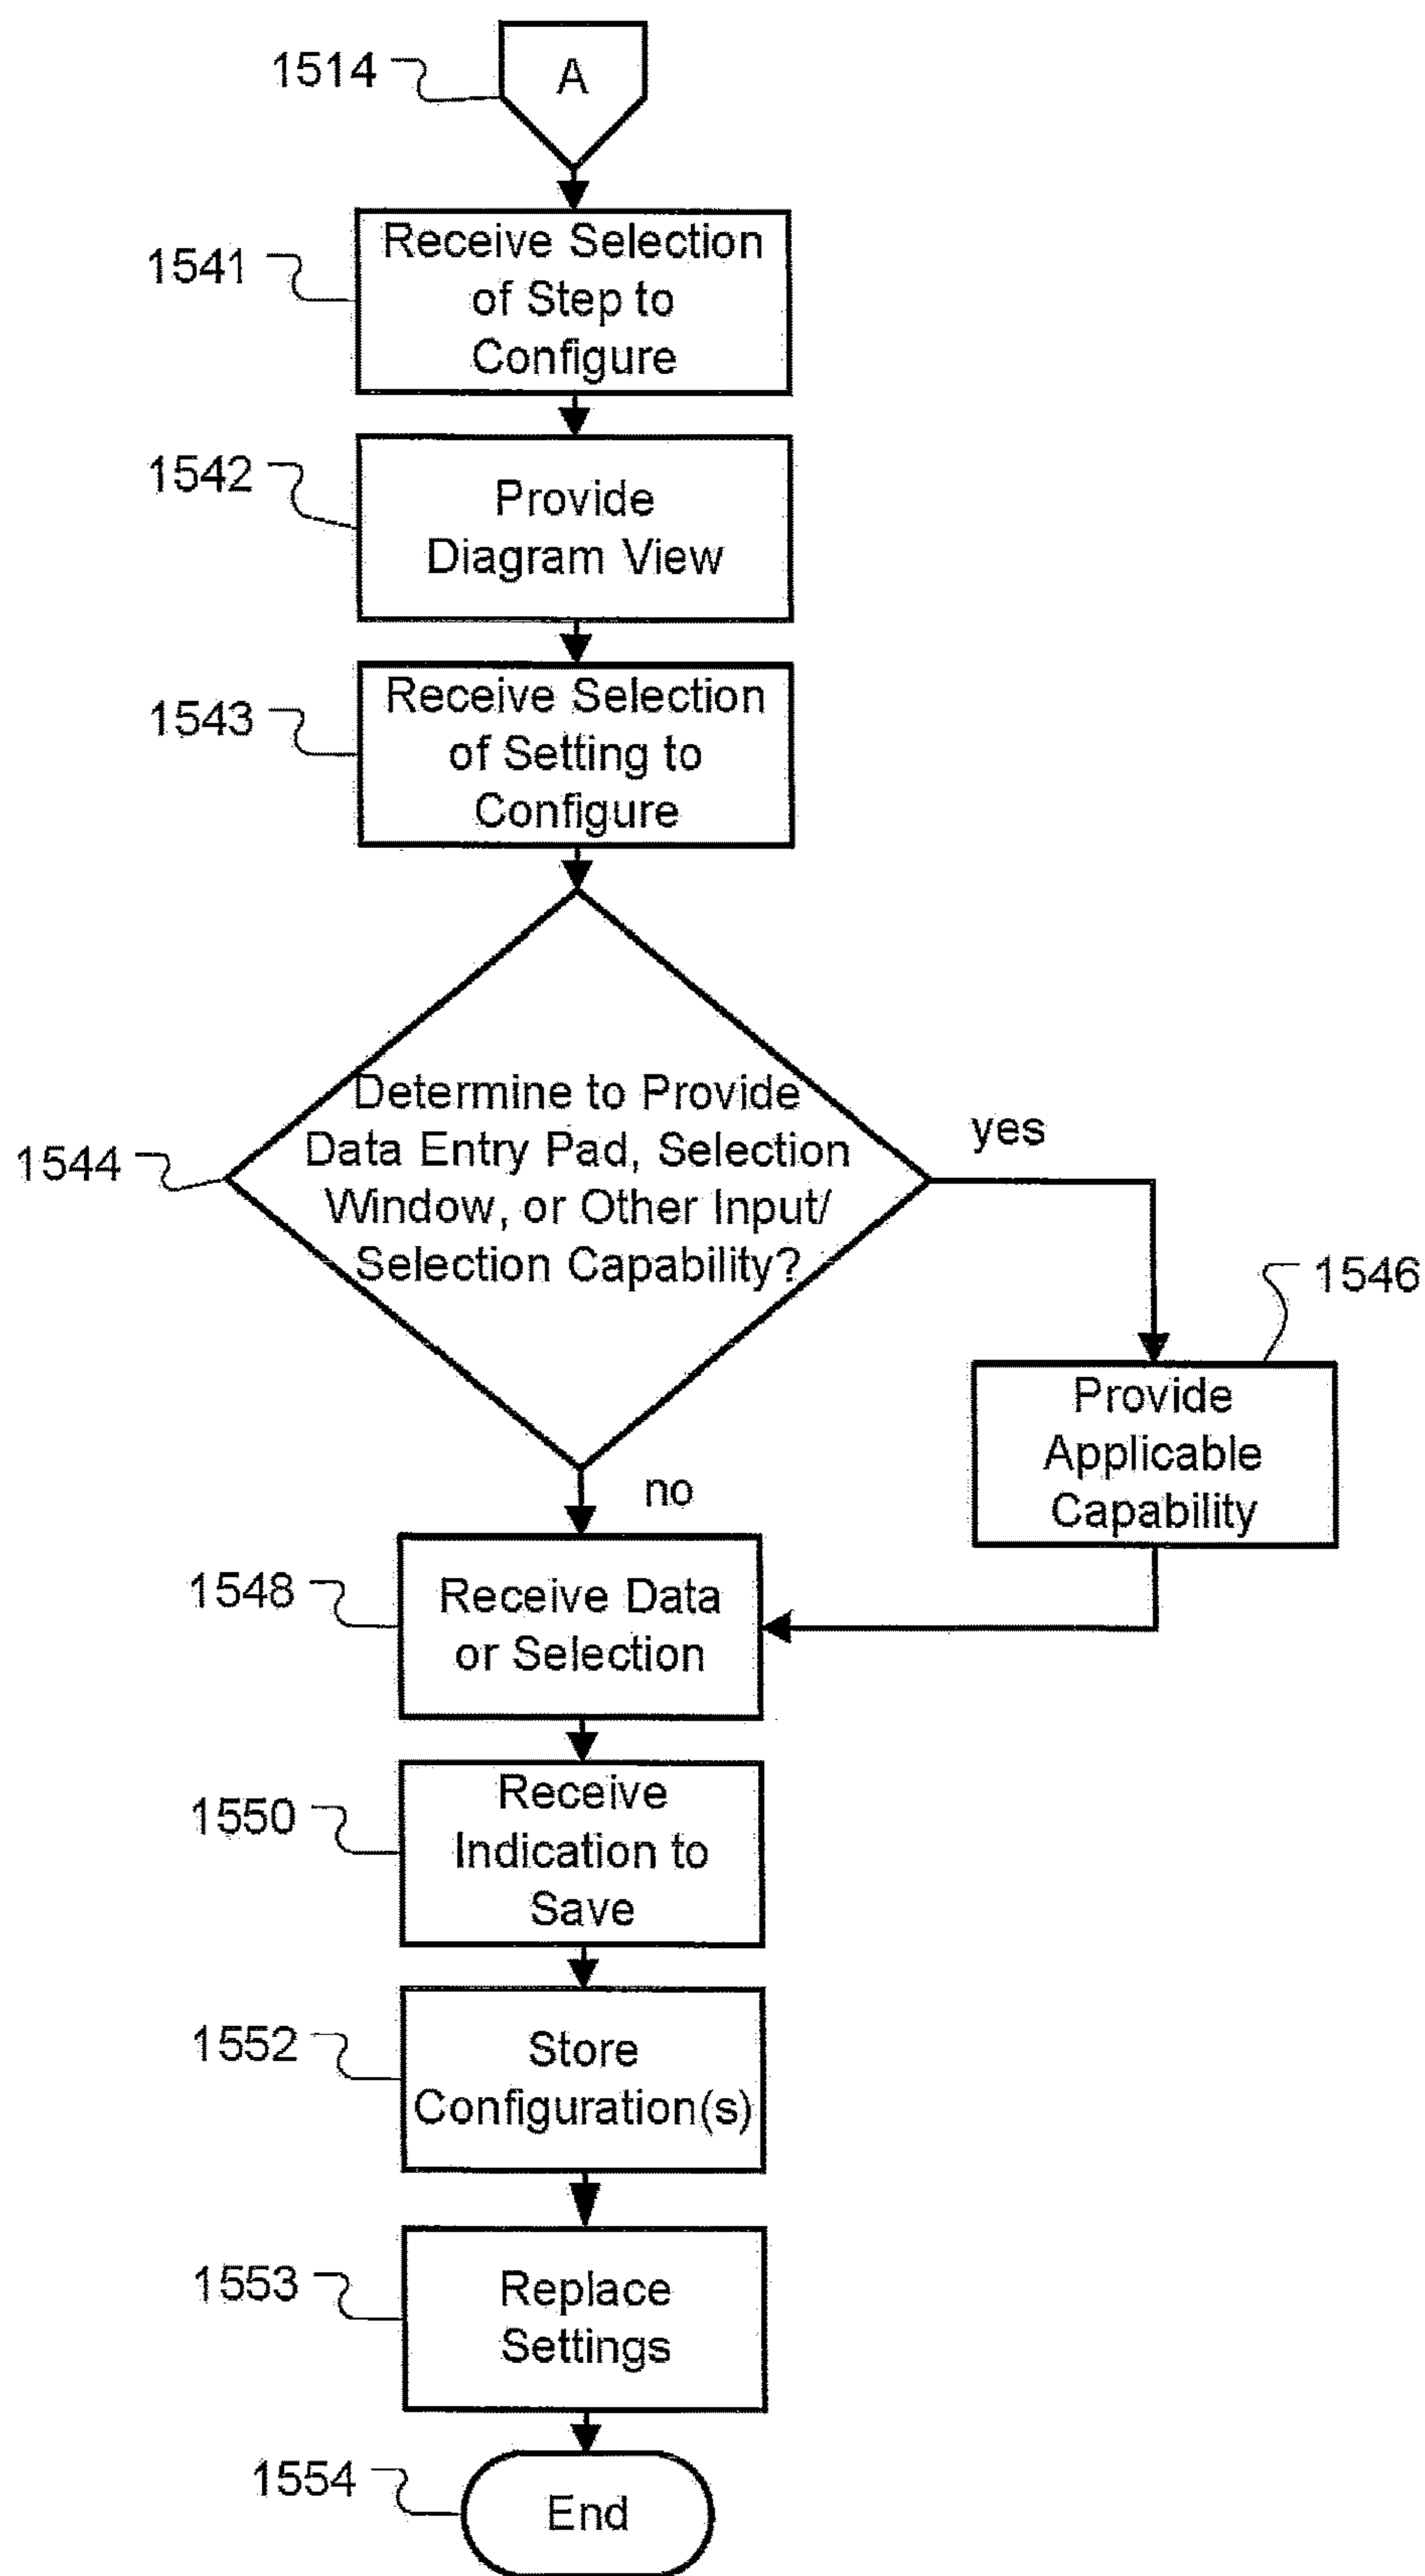 1514
A
1541
Receive Selection
of Step to
Configure
1542
Provide
Diagram View
1543
Receive Selection
of Setting to
Configure
1544
Determine to Provide
Data Entry Pad, Selection
Window, or Other Input/
Selection Capability?
yes
1546
Provide
Applicable
Capability
no
1548
Receive Data
or Selection
1550
Receive
Indication to
Save
1552
Store
Configuration(s)
1553
Replace
Settings
1554
End